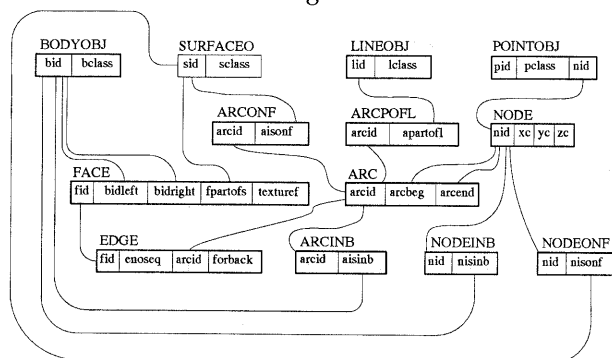 BODYOBJ SURFACEO LINEOBJ POINTOBJ
bid bclass sid sclass lid lclass pid pclass nid
ARCONF ARCPOFL NODE
arcid aisonf arcid apartofl nid xc yc zc
FACE ARC
fid bidleft bidright fpartofs texturef arcid arcbeg arcend
EDGE ARCINB NODEINB NODEONF
fid enoseq arcid forback arcid aisinb nid nisinb nid nisonf